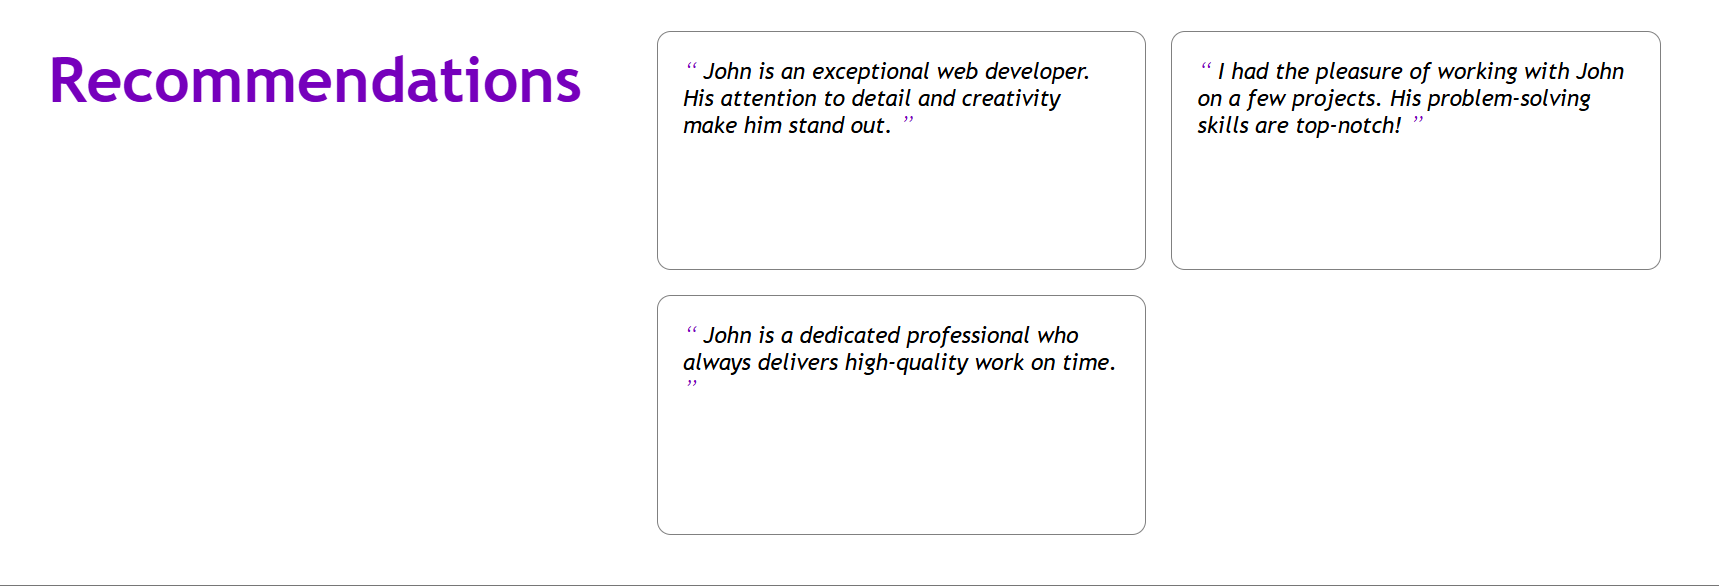 Recommendations
“ John is an exceptional web developer.
His attention to detail and creativity
make him stand out. ”
“ I had the pleasure of working with John
on a few projects. His problem-solving
skills are top-notch! ”
“ John is a dedicated professional who
always delivers high-quality work on time.
”